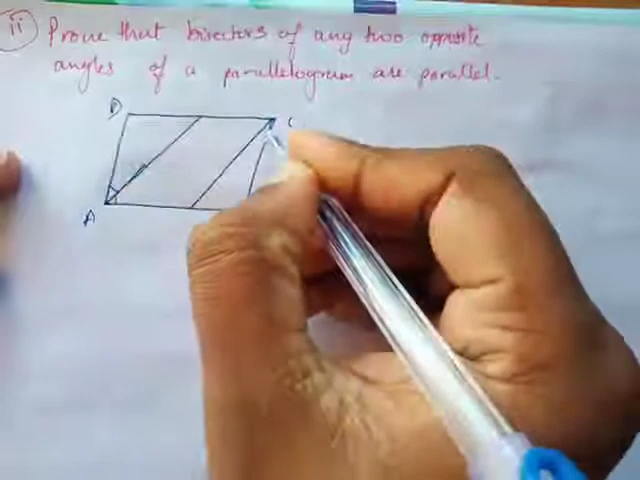 ii) Prove that bisectors of any two opposite
angles of a parallelogram are parallel.
D
C
A